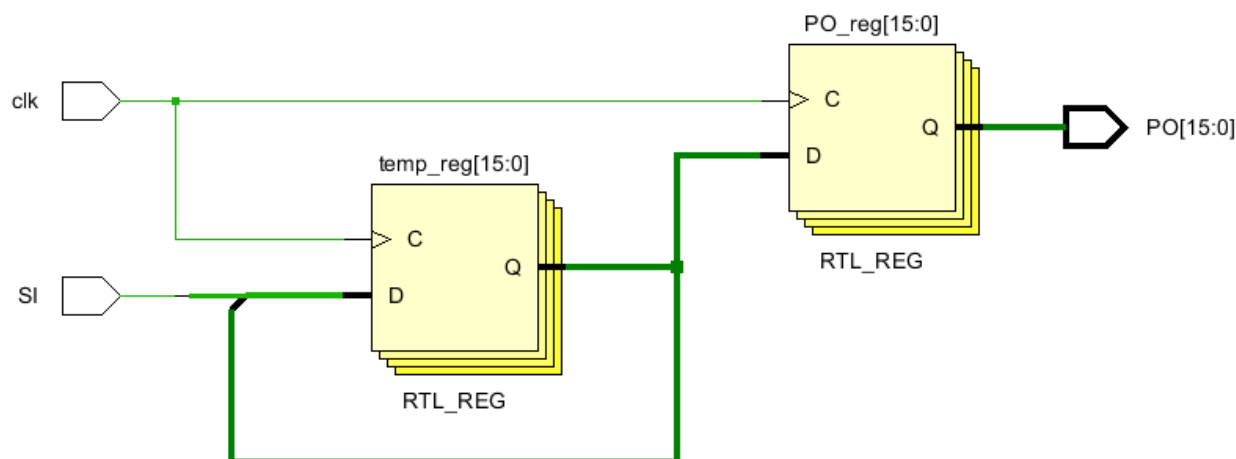 PO_reg[15:0]
clk
C
Q
PO[15:0]
D
temp_reg[15:0]
C
RTL_REG
Q
SI
D
RTL_REG